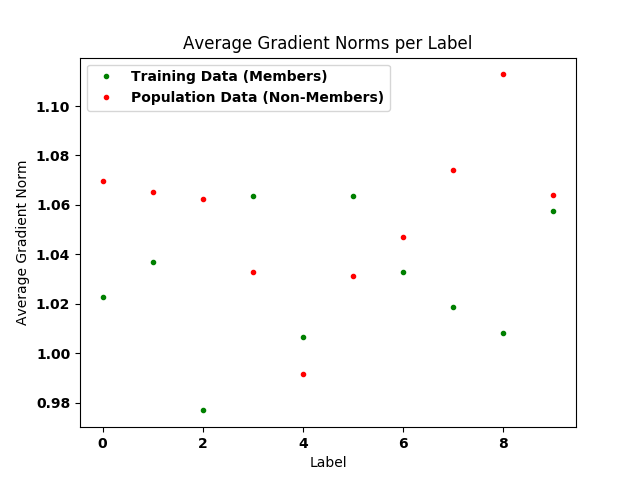 Average Gradient Norms per Label
Training Data (Members)
Population Data (Non-Members)
Average Gradient Norm
1.10
1.08
1.06
1.04
1.02
1.00
0.98
0
2
4
6
8
Label